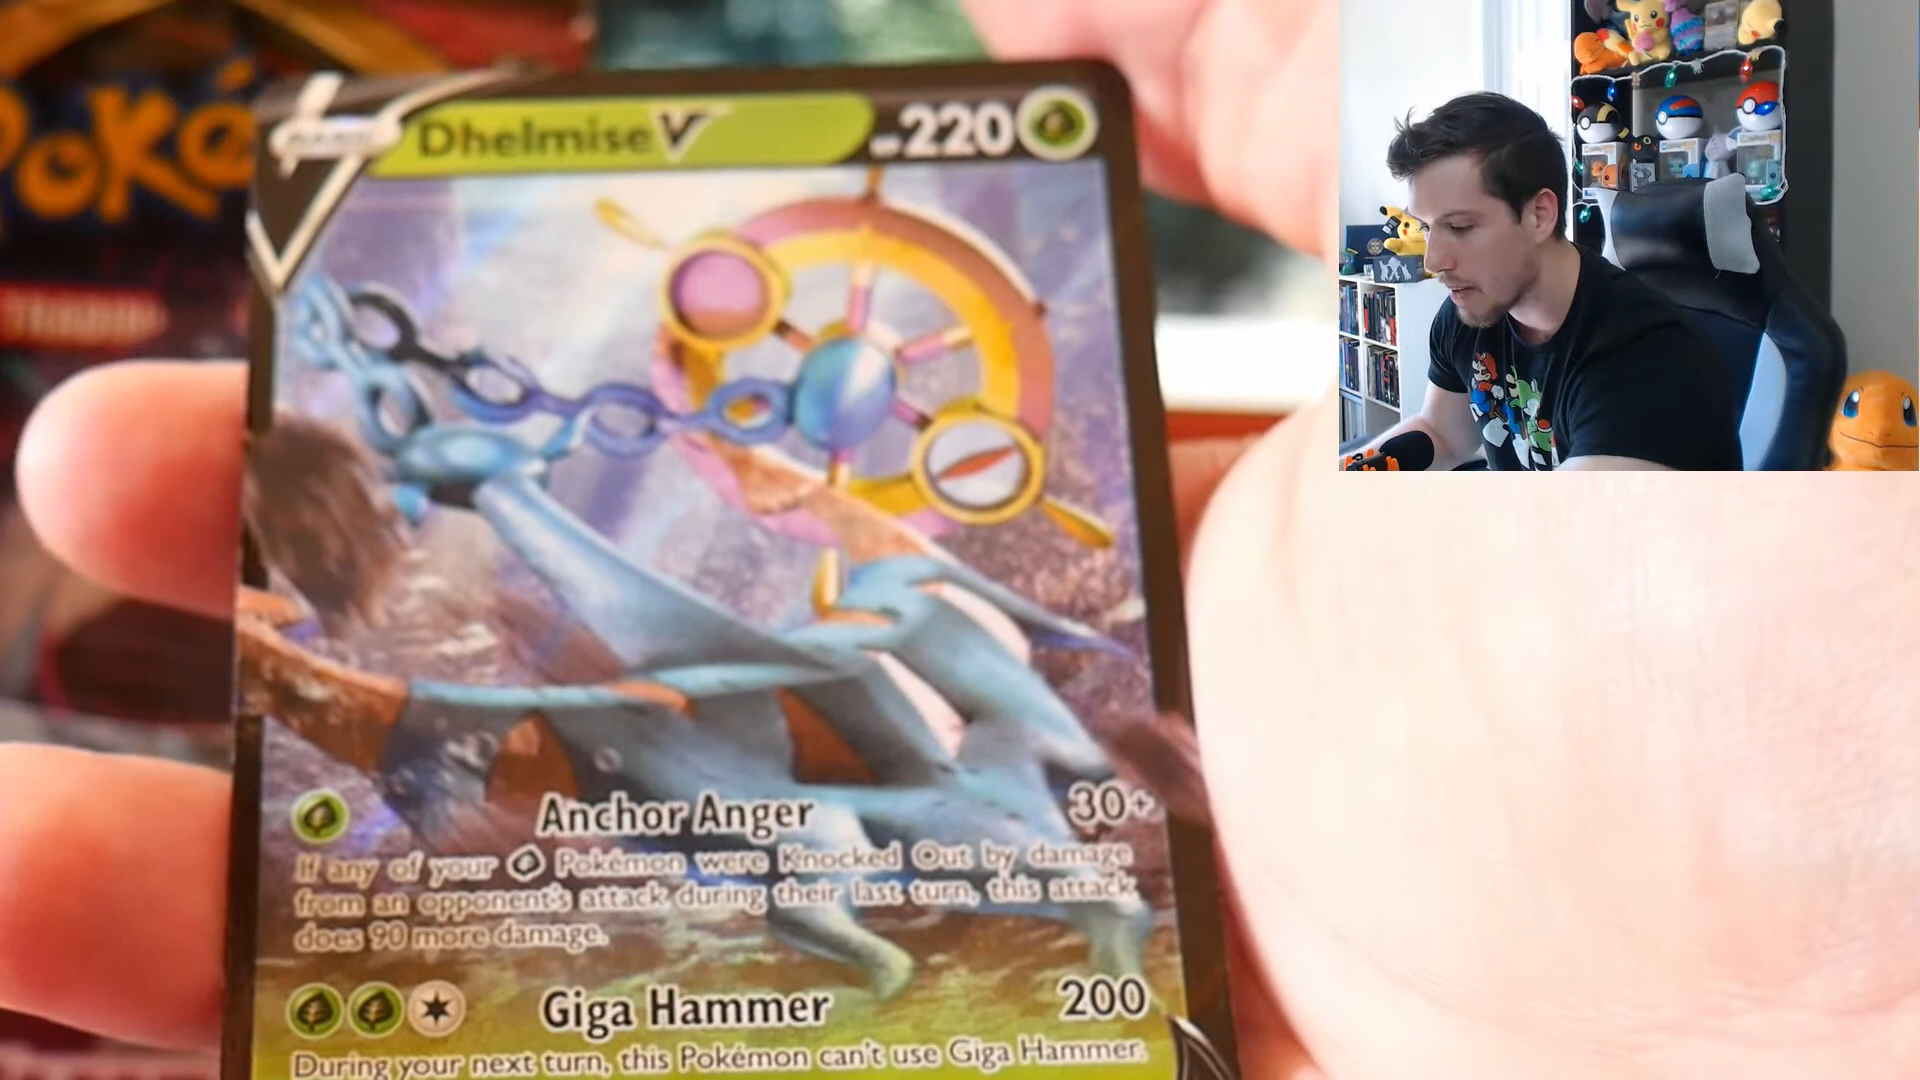 Poké
Dhelmise V
220
Anchor Anger 30+
If any of your Pokémon were Knocked Out by damage
from an opponent's attack during their last turn, this attack
does 90 more damage.
Giga Hammer 200
During your next turn, this Pokémon can't use Giga Hammer.